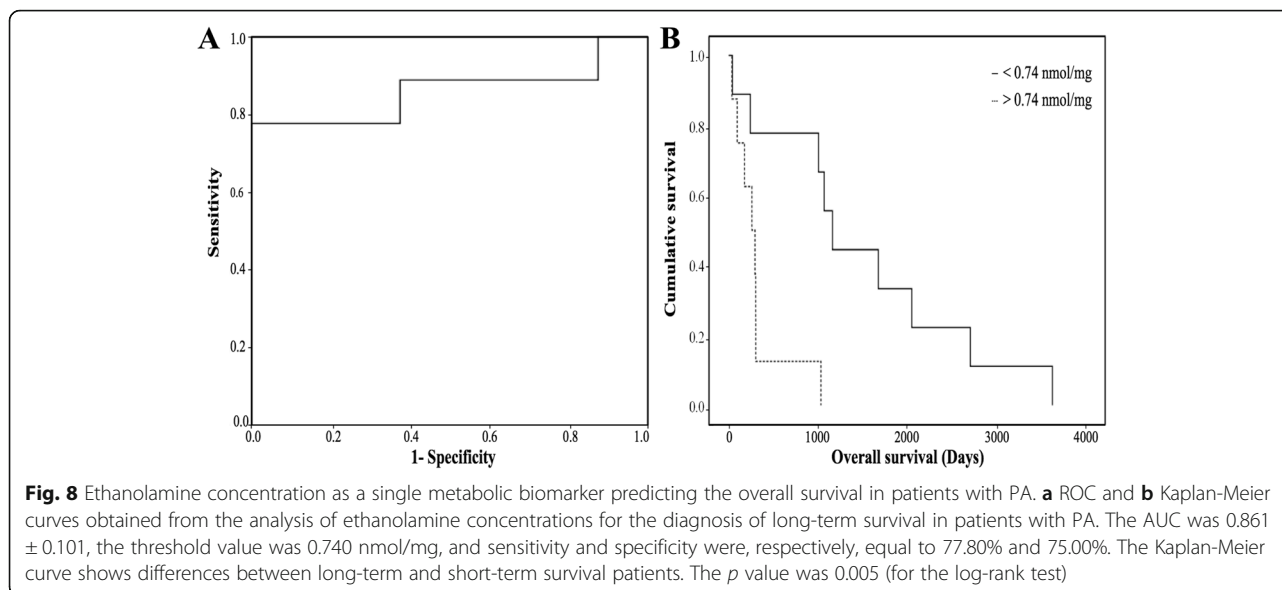 A
B
1.0
0.8
0.6
0.4
0.2
0.0
Sensitivity
0.0 0.2 0.4 0.6 0.8 1.0
1- Specificity
1.0
0.8
0.6
0.4
0.2
0.0
Cumulative survival
< 0.74 nmol/mg
> 0.74 nmol/mg
0 1000 2000 3000 4000
Overall survival (Days)
Fig. 8 Ethanolamine concentration as a single metabolic biomarker predicting the overall survival in patients with PA. a ROC and b Kaplan-Meier
curves obtained from the analysis of ethanolamine concentrations for the diagnosis of long-term survival in patients with PA. The AUC was 0.861
± 0.101, the threshold value was 0.740 nmol/mg, and sensitivity and specificity were, respectively, equal to 77.80% and 75.00%. The Kaplan-Meier
curve shows differences between long-term and short-term survival patients. The p value was 0.005 (for the log-rank test)